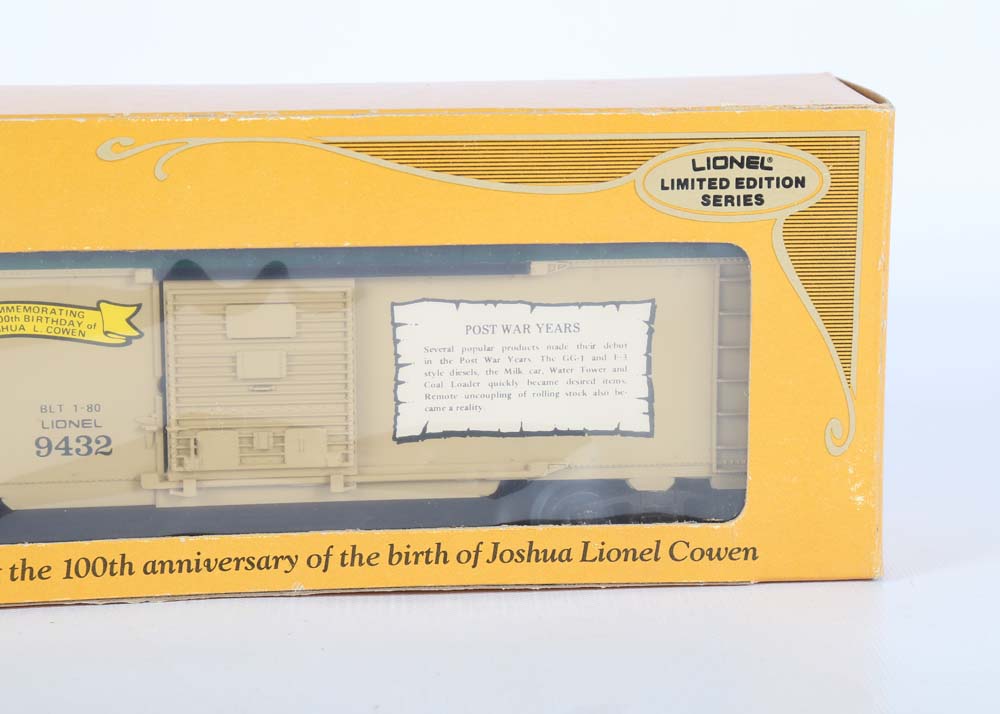 LIONEL®
LIMITED EDITION
SERIES
MMEMORATING
00th BIRTHDAY of
SHUA L. COWEN
POST WAR YEARS
Several popular products made their debut
in the Post War Years. The GG-1 and F-3
style diesels, the Milk car, Water Tower and
Coal Loader quickly became desired items.
Remote uncoupling of rolling stock also be-
came a reality.
BLT 1-80
LIONEL
9432
the 100th anniversary of the birth of Joshua Lionel Cowen